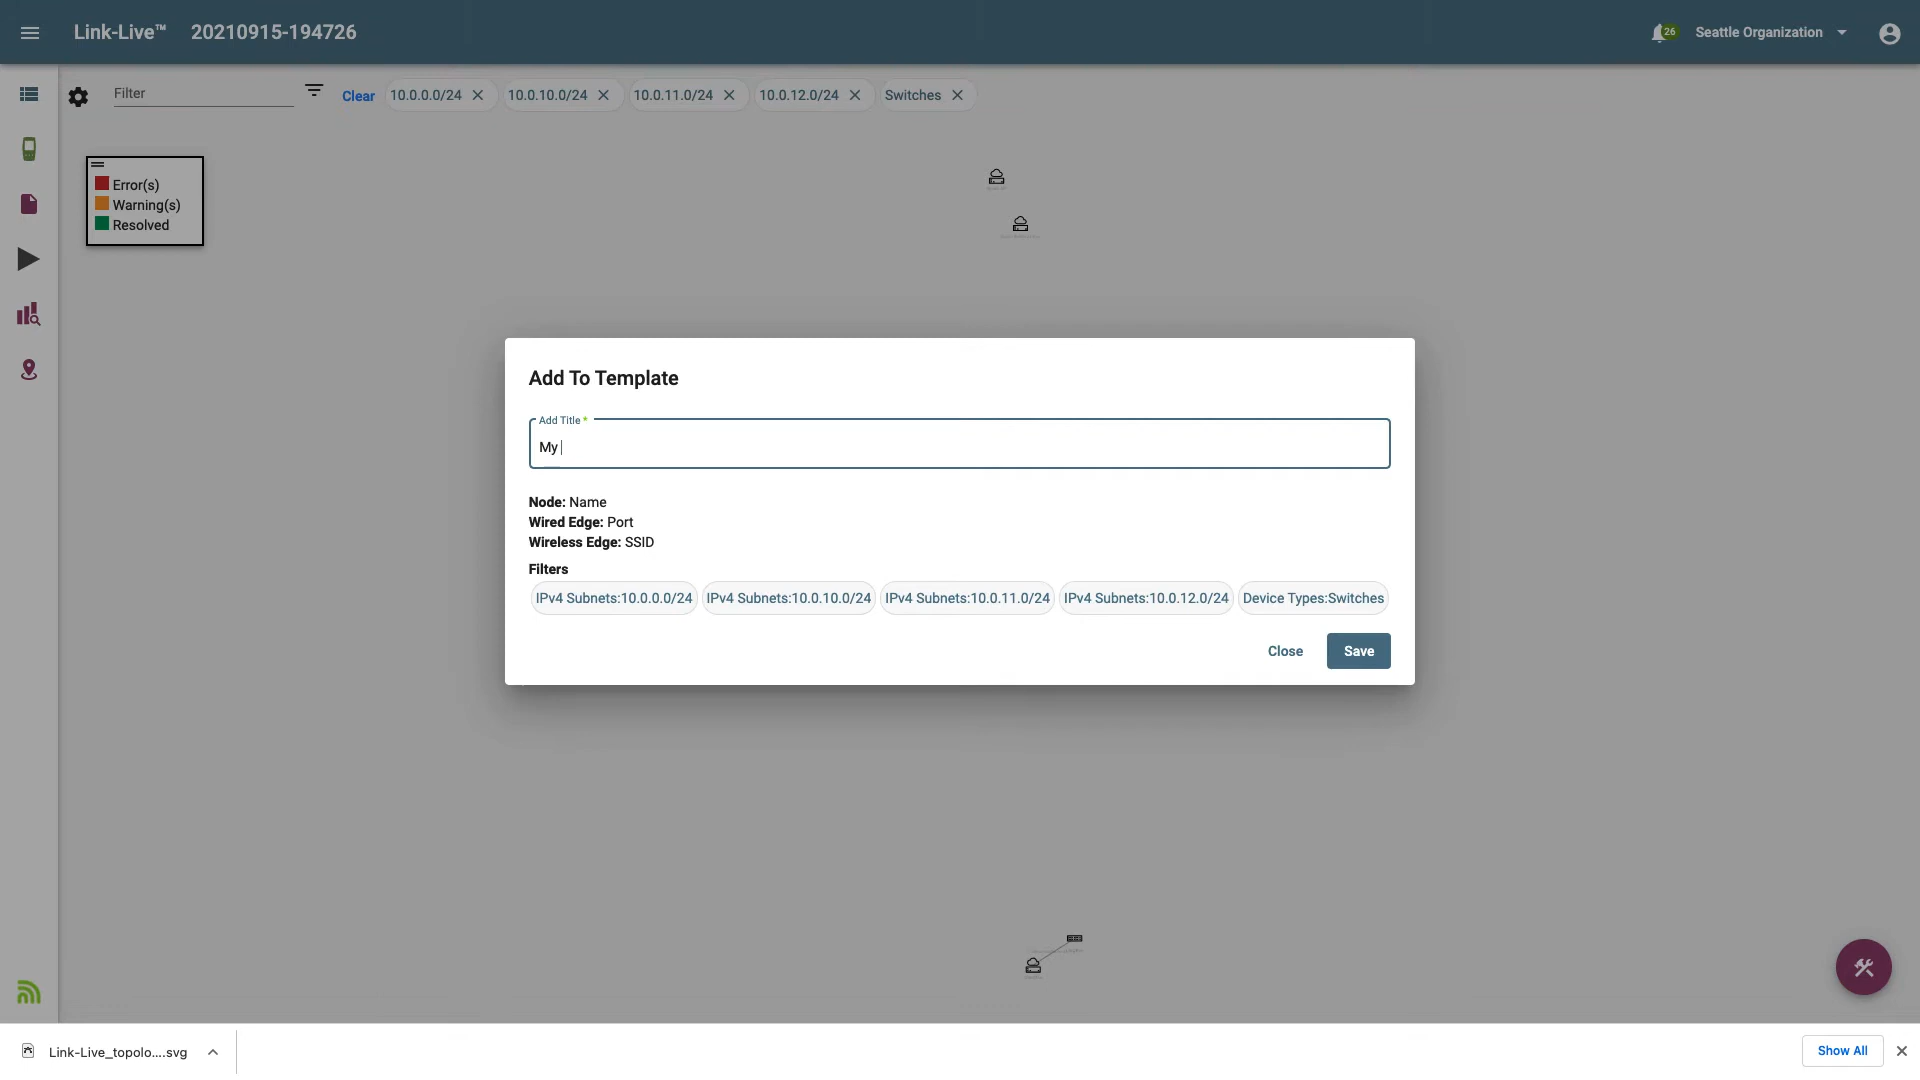 Link-Live™ 20210915-194726
26
Seattle Organization
Filter
Clear
10.0.0.0/24
10.0.10.0/24
10.0.11.0/24
10.0.12.0/24
Switches
Error(s)
Warning(s)
Resolved
Add To Template
Add Title *
My
Node: Name
Wired Edge: Port
Wireless Edge: SSID
Filters
IPv4 Subnets:10.0.0.0/24 IPv4 Subnets:10.0.10.0/24 IPv4 Subnets:10.0.11.0/24 IPv4 Subnets:10.0.12.0/24 Device Types:Switches
Close Save
Link-Live_topolo....svg
Show All